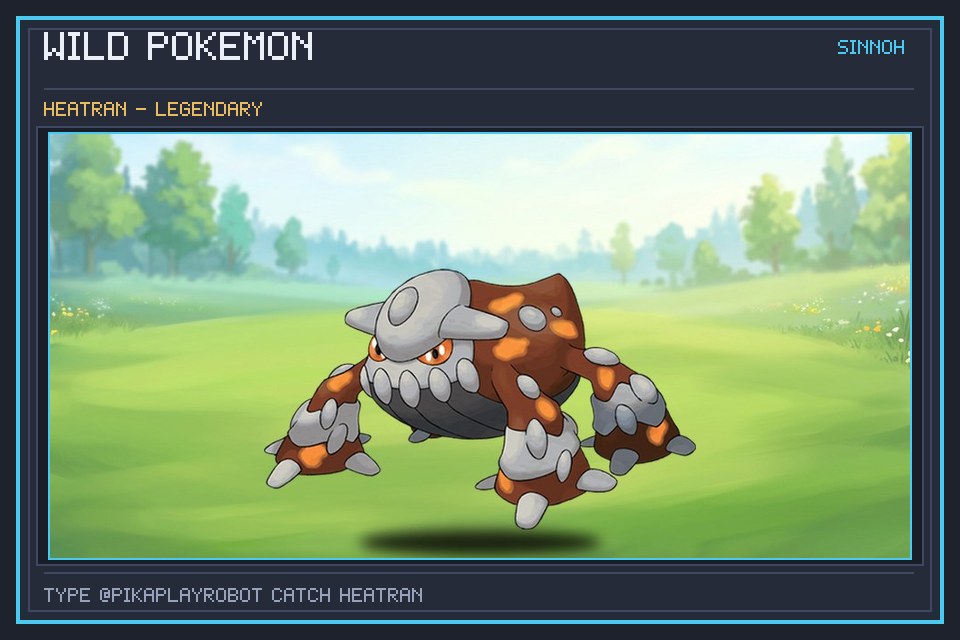 WILD POKEMON
SINNOH
HEATRAN - LEGENDARY
TYPE @PIKAPLAYROBOT CATCH HEATRAN